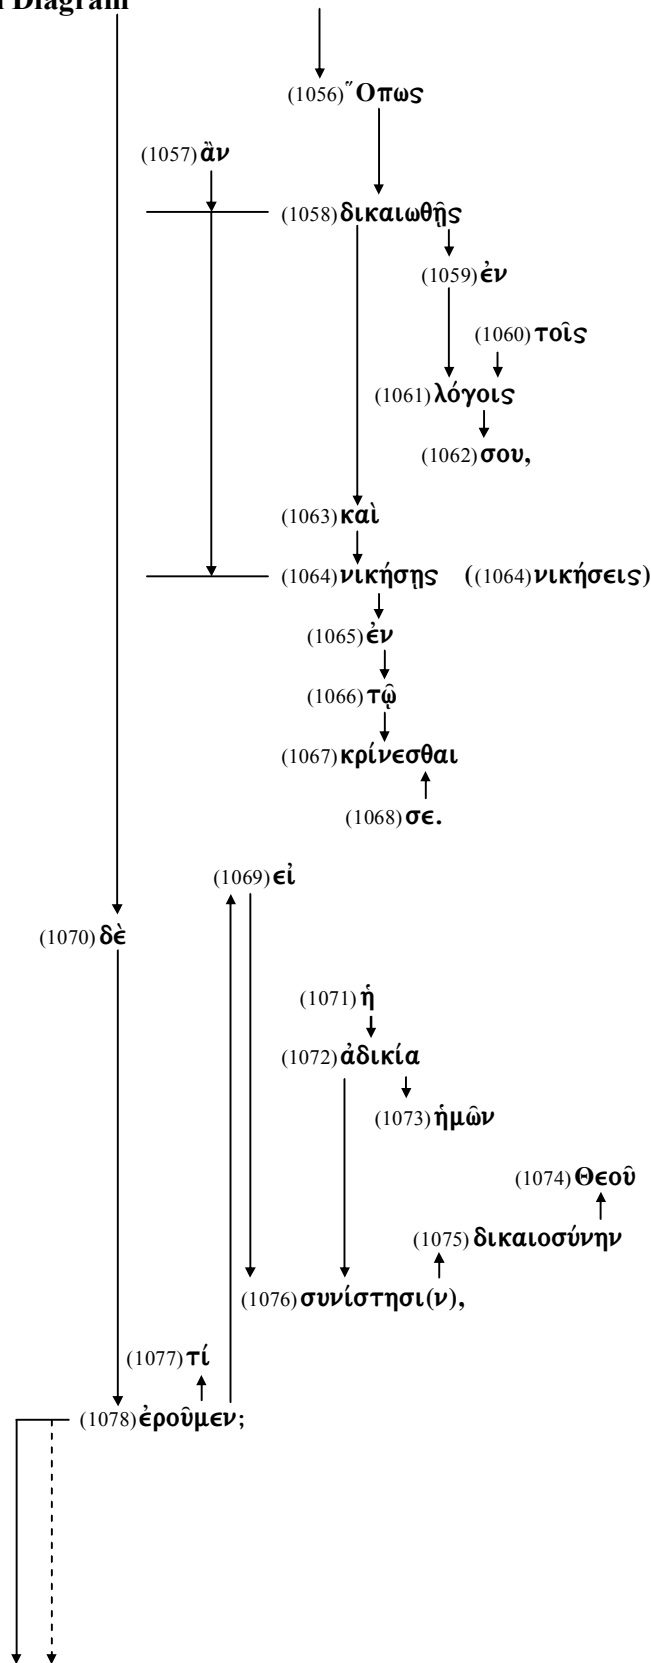 Diagram
(1056) Ὅπως
(1057) ἂν
(1058) δικαιωθῇς
(1059) ἐν
(1060) τοῖς
(1061) λόγοις
(1062) σου,
(1063) καὶ
(1064) νικήσῃς ((1064) νικήσεις)
(1065) ἐν
(1066) τῷ
(1067) κρίνεσθαι
(1068) σε.
(1069) εἰ
(1070) δὲ
(1071) ἡ
(1072) ἀδικία
(1073) ἡμῶν
(1074) Θεοῦ
(1075) δικαιοσύνην
(1076) συνίστησι(ν),
(1077) τί
(1078) ἐροῦμεν;